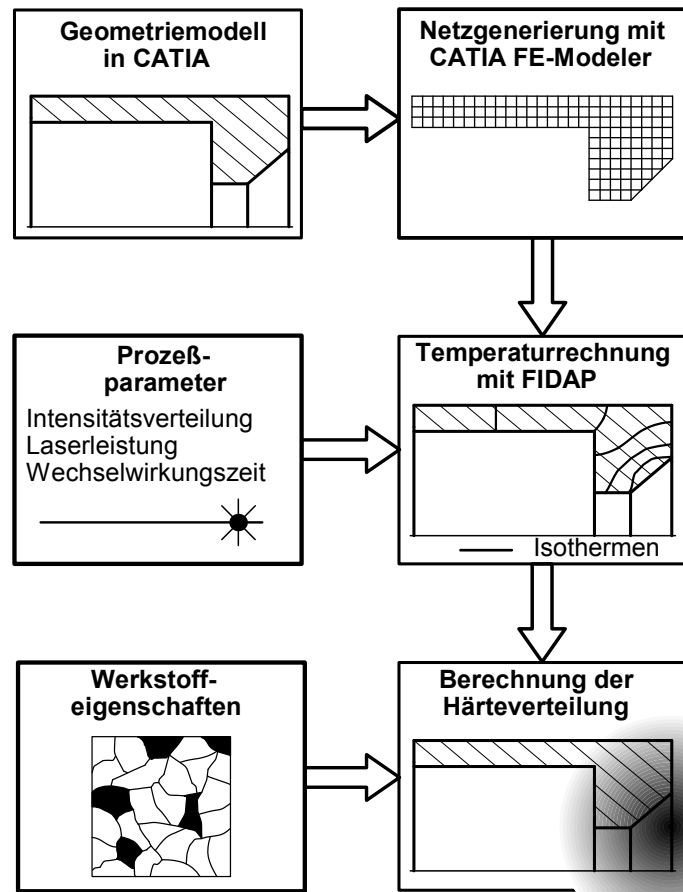 Geometriemodell
in CATIA
Netzgenerierung mit
CATIA FE-Modeler
Prozeß-
parameter
Intensitätsverteilung
Laserleistung
Wechselwirkungszeit
Temperaturrechnung
mit FIDAP
Isothermen
Werkstoff-
eigenschaften
Berechnung der
Härteverteilung